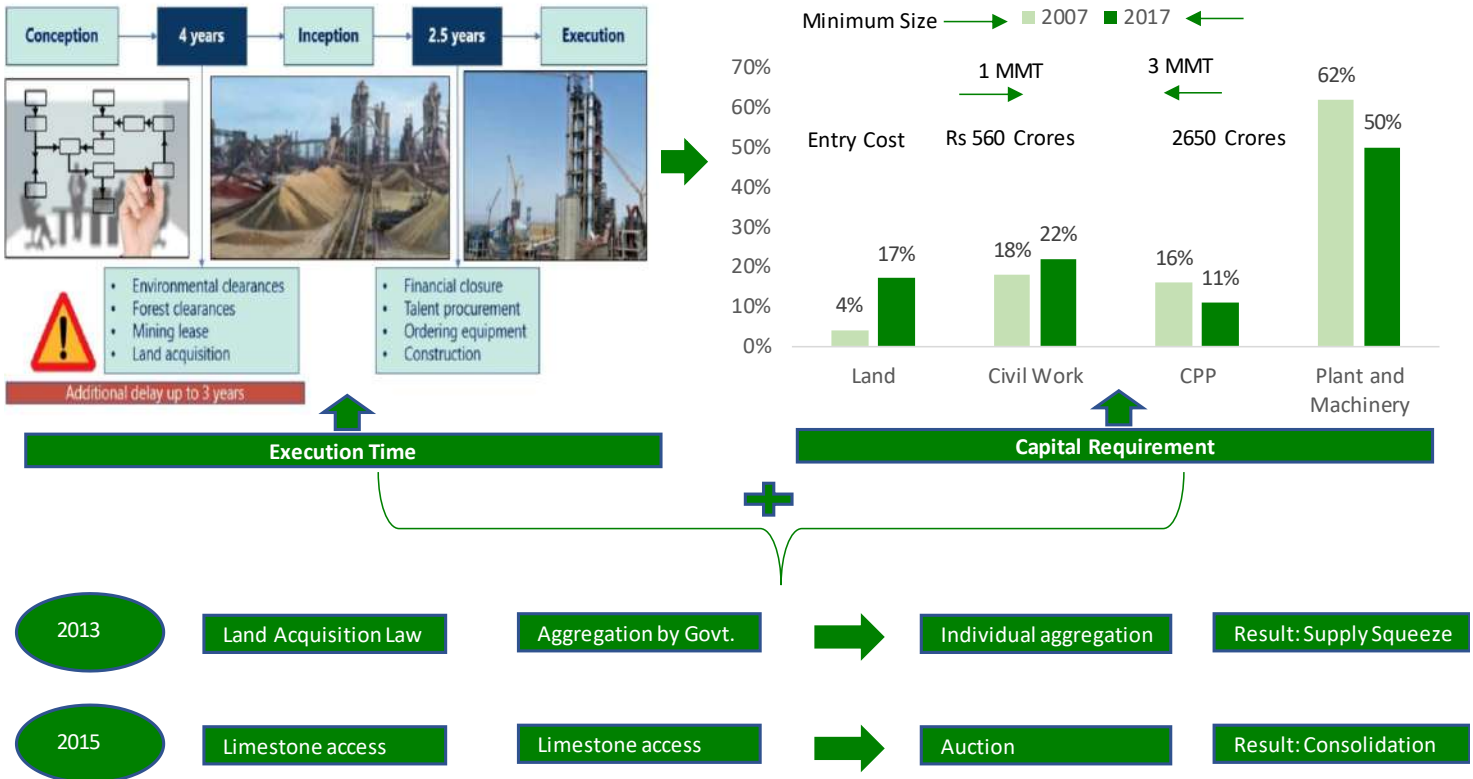 Conception
4 years
Inception
2.5 years
Execution
• Environmental clearances
• Forest clearances
• Mining lease
• Land acquisition
Additional delay up to 3 years
• Financial closure
• Talent procurement
• Ordering equipment
• Construction
Execution Time
Minimum Size
2007
2017
1 MMT
3 MMT
Entry Cost
Rs 560 Crores
2650 Crores
70%
60%
50%
40%
30%
20%
10%
0%
4%
17%
18%
22%
16%
11%
62%
50%
Land
Civil Work
CPP
Plant and
Machinery
Capital Requirement
2013
Land Acquisition Law
Aggregation by Govt.
Individual aggregation
Result: Supply Squeeze
2015
Limestone access
Limestone access
Auction
Result: Consolidation